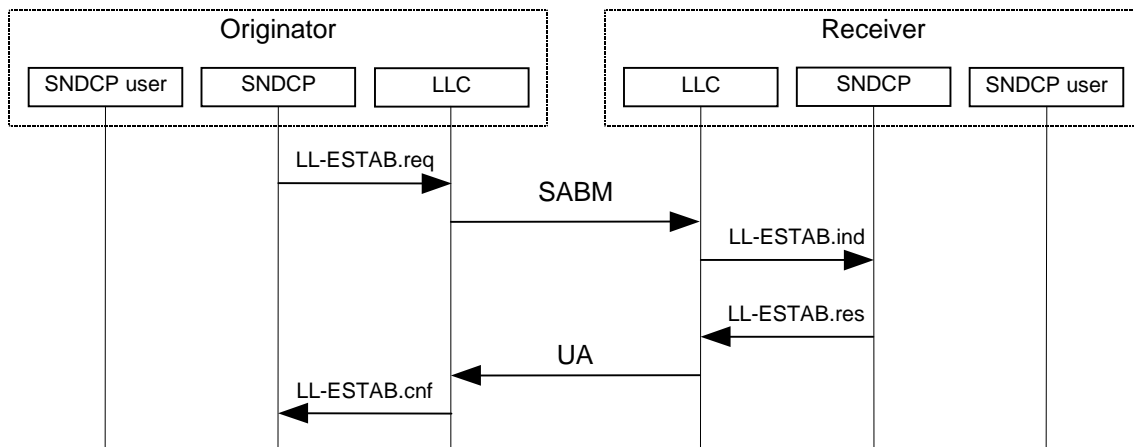 Originator
Receiver
SNDCP user
SNDCP
LLC
LLC
SNDCP
SNDCP user
LL-ESTAB.req
SABM
LL-ESTAB.ind
LL-ESTAB.res
UA
LL-ESTAB.cnf